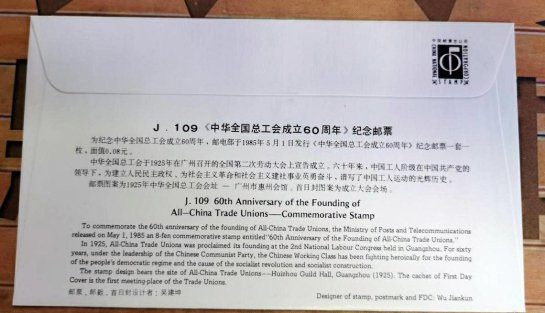 中国邮票总公司
CHINA NATIONAL
STAMP
CORPORATION
J．109《中华全国总工会成立60周年》纪念邮票
为纪念中华全国总工会成立60周年，邮电部于1985年5月1日发行《中华全国总工会成立60周年》纪念邮票一套一
枚，面值0.08元。
中华全国总工会于1925年在广州召开的全国第二次劳动大会上宣告成立。六十年来，中国工人阶级在中国共产党的
领导下，为建立人民民主政权、为社会主义革命和社会主义建设事业英勇奋斗，谱写了中国工人运动的光辉历史。
邮票图案为1925年中华全国总工会会址 — 广州市惠州会馆。首日封图案为成立大会会场。
J. 109 60th Anniversary of the Founding of
All—China Trade Unions——Commemorative Stamp
To commemorate the 60th anniversary of the founding of All-China Trade Unions, the Ministry of Posts and Telecommunications
released on May 1, 1985 an 8-fen commemorative stamp entitled "60th Anniversary of the Founding of All-China Trade Unions."
In 1925, All-China Trade Union was proclaimed its founding at the 2nd National Labour Congress held in Guangzhou. For sixty
years, under the leadership of the Chinese Communist Party, the Chinese Working Class has been fighting heroically for the founding
of the people's democratic regime and the cause of the socialist revolution and socialist construction.
The stamp design bears the site of All-China Trade Unions——Huizhou Guild Hall, Guangzhou (1925). The cachet of First Day
Cover is the first meeting-place of the Trade Unions.
邮票、邮戳、首日封设计者：吴建坤
Designer of stamp, postmark and FDC: Wu Jiankun